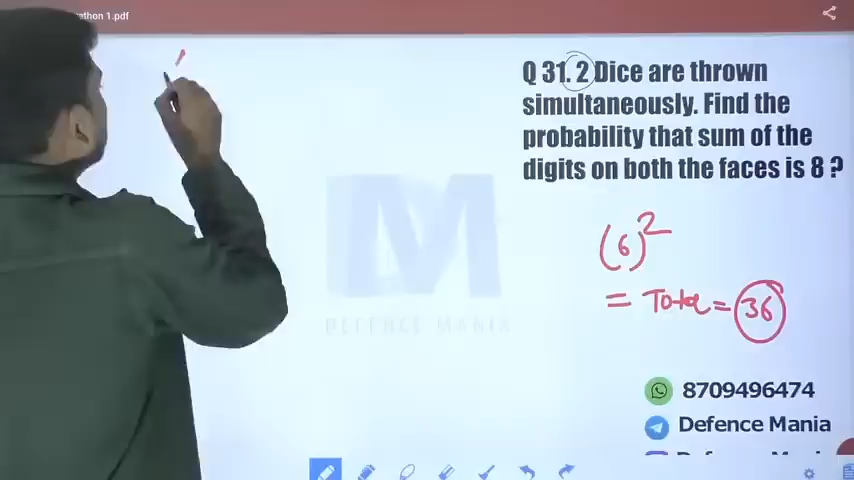 athon 1.pdf
Q 31. 2 Dice are thrown
simultaneously. Find the
probability that sum of the
digits on both the faces is 8 ?
(6)²
= Total = 36
DM
DEFENCE MANIA
8709496474
Defence Mania